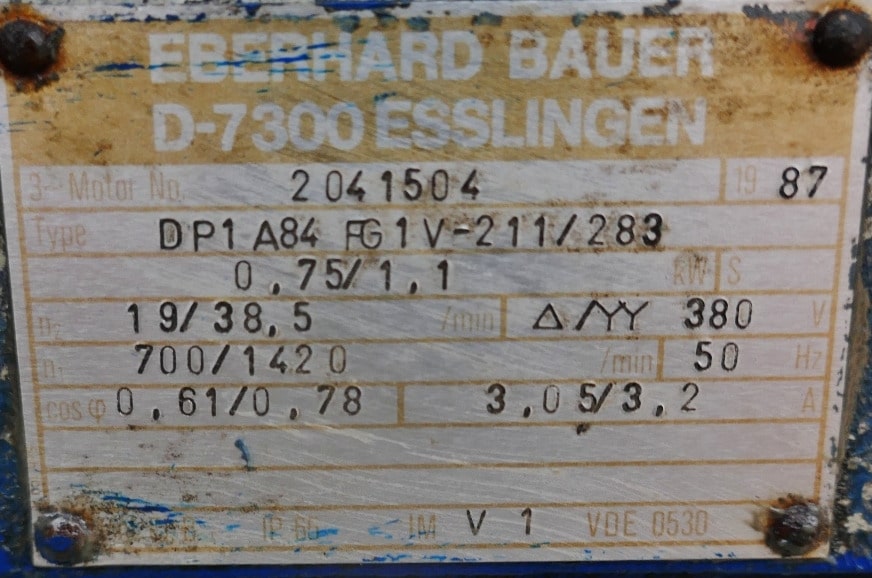 EBERHARD BAUER
D-7300 ESSLINGEN
3~ Motor No. 2041504 19 87
Type DP1 A84 FG1V-211/283
0,75/1,1 kW S
n₂ 19/38,5 /min Δ/YY 380 V
n₁ 700/1420 /min 50 Hz
cos φ 0,61/0,78 3,05/3,2 A
IP 65 IM V 1 VDE 0530